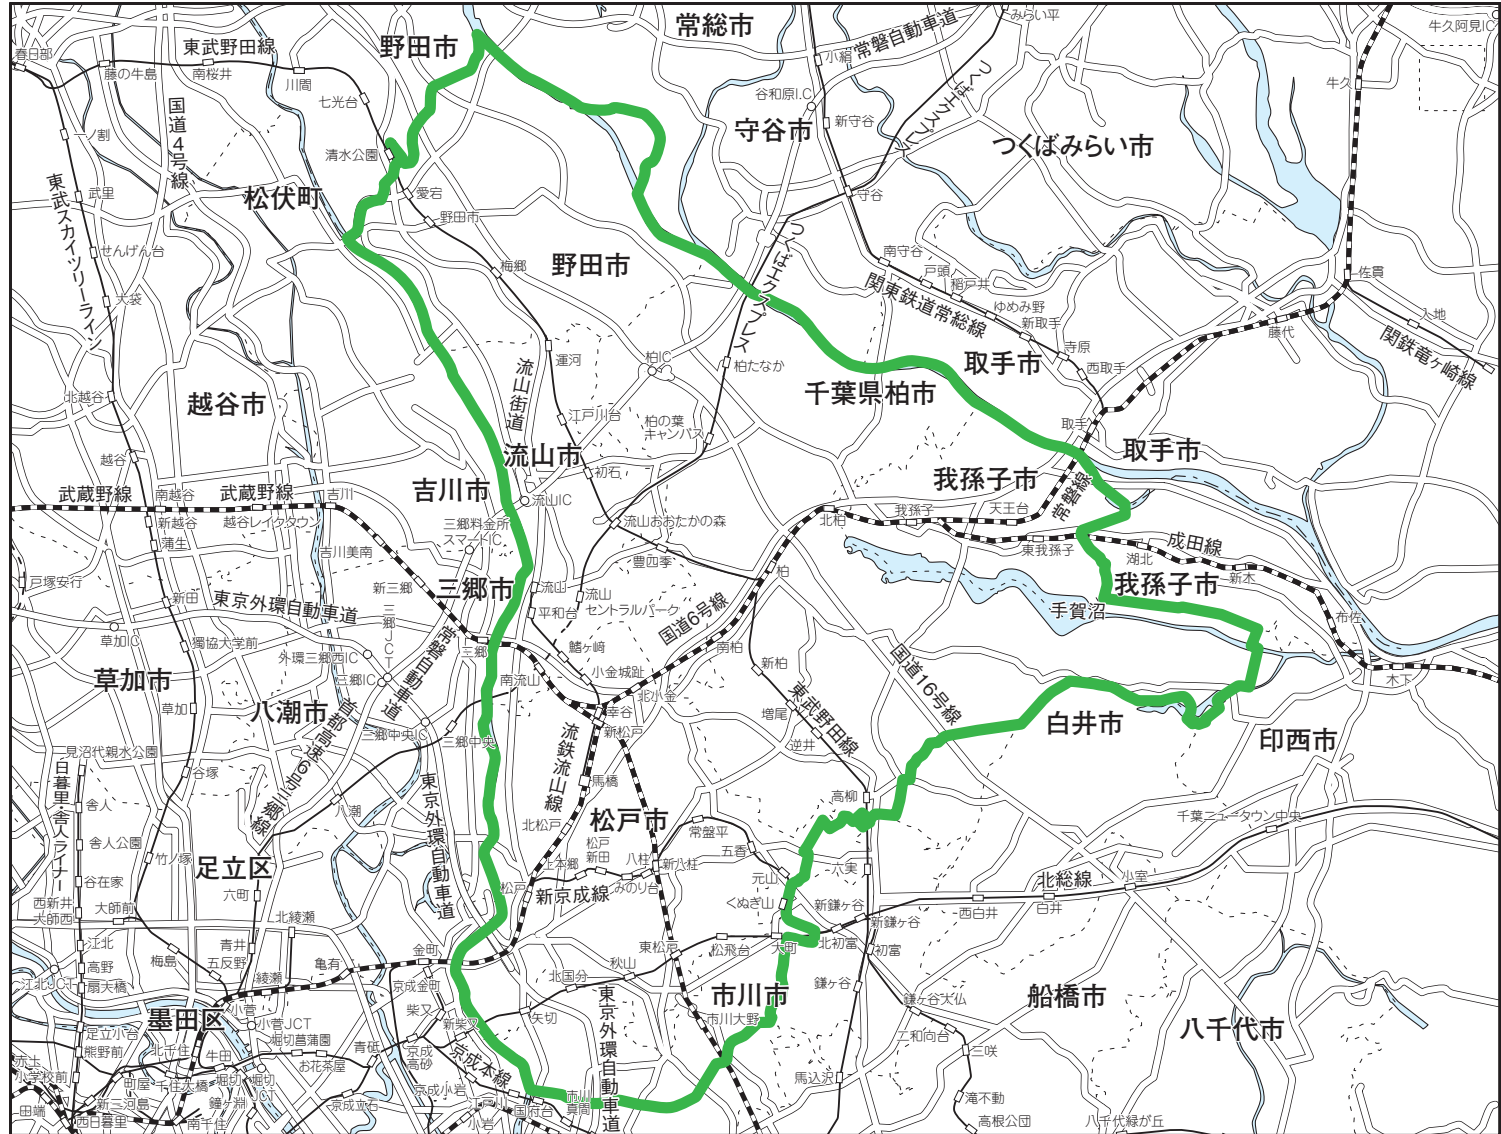 春日部
東武野田線
藤の牛島
南桜井
川間
七光台
野田市
常総市
常磐自動車道
小絹
みらい平
牛久阿見IC
牛久
谷和原I.C
新守谷
守谷市
つくばエクスプレス
つくばみらい市
一ノ割
国道4号線
清水公園
愛宕
野田市
松伏町
武里
東武スカイツリーライン
せんげん台
大袋
梅郷
野田市
つくばエクスプレス
守谷
南守谷
戸頭
稲戸井
関東鉄道常総線
ゆめみ野
新取手
寺原
西取手
取手市
佐貫
入地
関鉄竜ヶ崎線
藤代
運河
流山街道
柏IC
柏たなか
千葉県柏市
北越谷
越谷市
江戸川台
柏の葉
キャンパス
取手
取手市
越谷
流山市
初石
我孫子市
常磐線
武蔵野線
南越谷
武蔵野線
吉川
吉川市
流山IC
新越谷
越谷レイクタウン
三郷料金所
スマートIC
流山おおたかの森
北柏
我孫子
天王台
蒲生
吉川美南
豊四季
柏
東我孫子
湖北
成田線
新木
戸塚安行
新三郷
三郷市
流山
流山
セントラルパーク
平和台
我孫子市
手賀沼
布佐
新田
東京外環自動車道
草加IC
獨協大学前
三郷JCT
常磐自動車道
外環三郷西IC
三郷IC
三郷
南流山
鰭ヶ崎
小金城趾
国道6号線
南柏
新柏
国道16号線
木下
草加市
草加
八潮市
首都高速6号三郷線
三郷中央IC
三郷中央
幸谷
新松戸
北小金
東武野田線
増尾
逆井
白井市
印西市
見沼代親水公園
日暮里・舎人ライナー
谷塚
舎人
八潮
東京外環自動車道
流鉄流山線
馬橋
北松戸
松戸市
高柳
千葉ニュータウン中央
舎人公園
竹ノ塚
足立区
谷在家
六町
上本郷
松戸
新田
八柱
新八柱
みのり台
常盤平
五香
元山
六実
北総線
小室
西新井
大師西
大師前
松戸
新京成線
くぬぎ山
新鎌ヶ谷
新鎌ヶ谷
西白井
白井
北綾瀬
江北
青井
五反野
梅島
高野
江北JCT
扇大橋
綾瀬
亀有
金町
京成金町
北国分
秋山
東松戸
松飛台
大町
北初富
初富
墨田区
小菅
小菅JCT
堀切菖蒲園
柴又
新柴又
矢切
東京外環自動車道
市川市
市川大野
鎌ヶ谷
鎌ヶ谷大仏
船橋市
八千代市
足立小台
熊野前
北千住
牛田
お花茶屋
青砥
京成
高砂
京成本線
二和向台
三咲
赤土
小学校前
町屋
千住大橋
堀切
堀切
JCT
鐘ヶ淵
京成小岩
江戸川
国府台
市川
真間
馬込沢
滝不動
新三河島
田端
西日暮里
南千住
京成立石
小岩
高根公団
八千代緑が丘